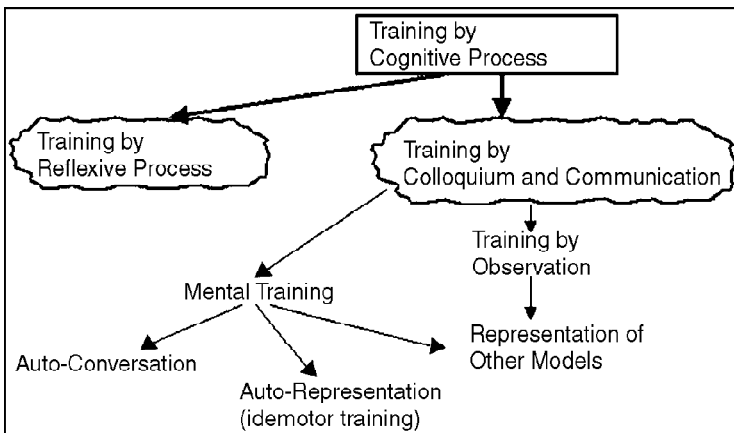 Training by
Cognitive Process
Training by
Reflexive Process
Training by
Colloquium and Communication
Training by
Observation
Mental Training
Representation of
Other Models
Auto-Conversation
Auto-Representation
(idemotor training)